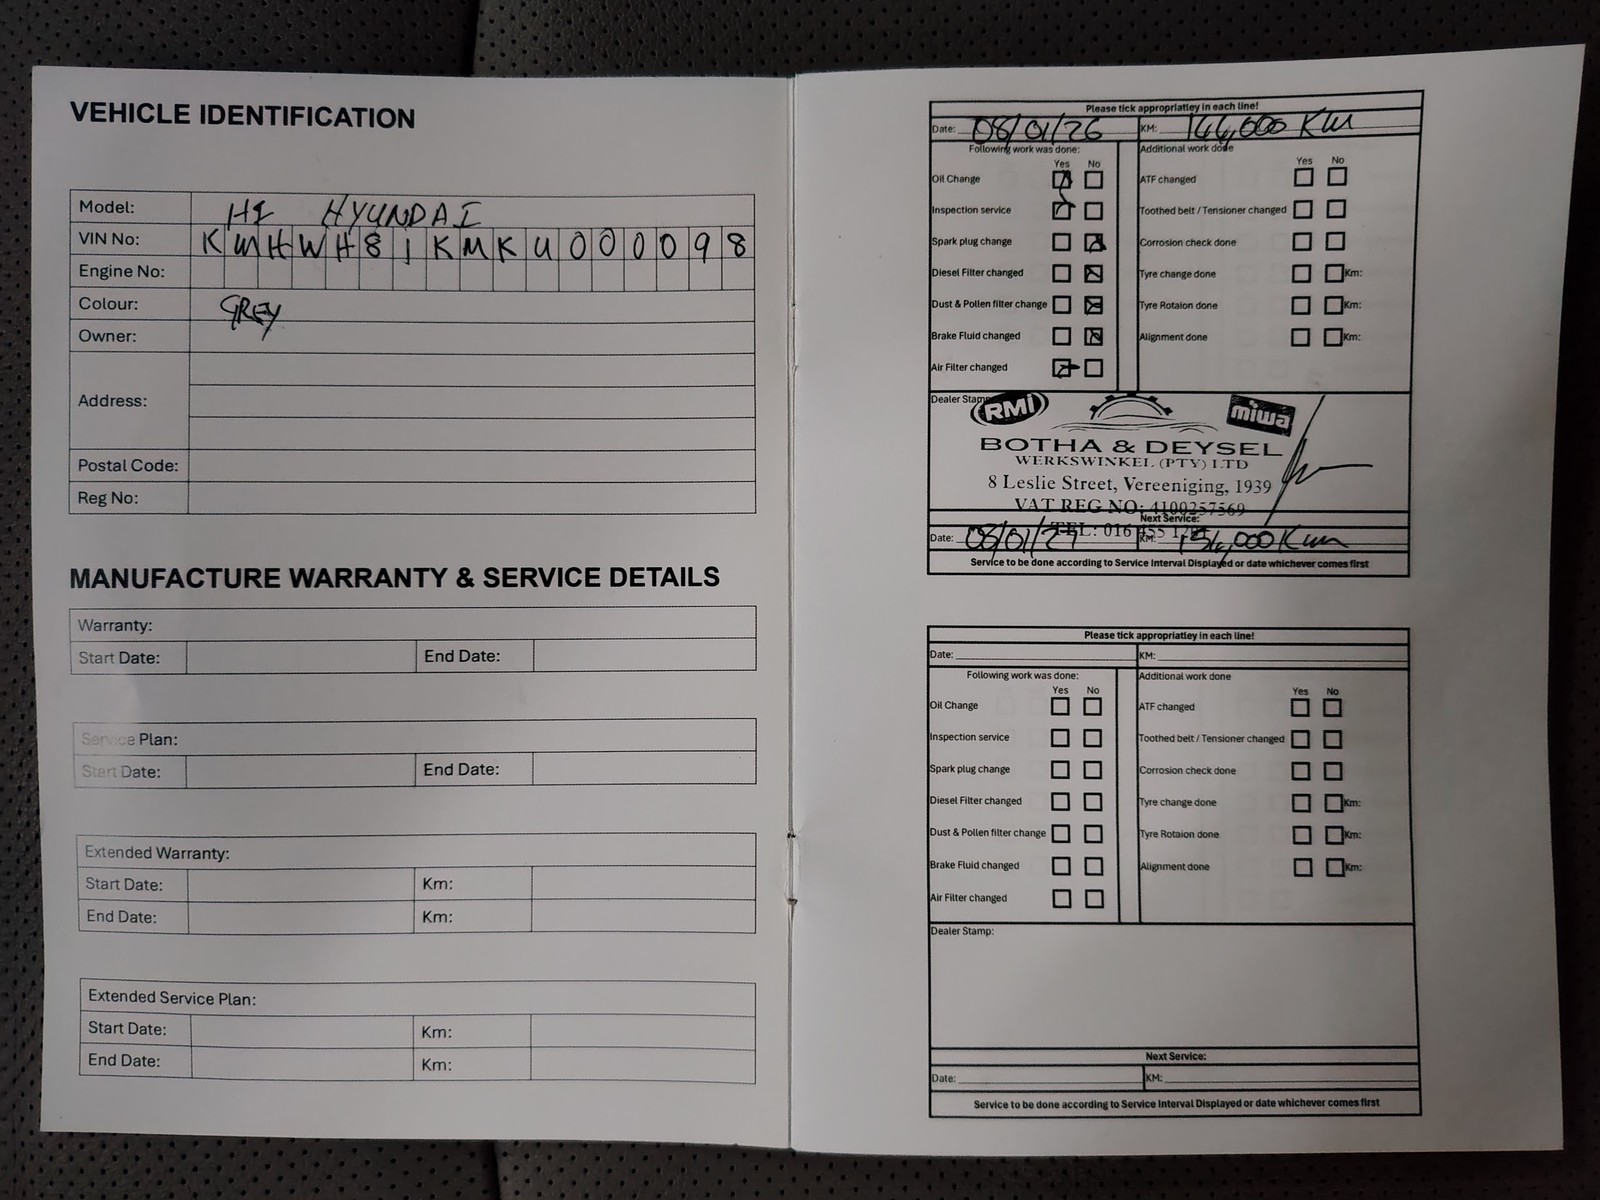 VEHICLE IDENTIFICATION
Model: H1 HYUNDAI
VIN No: KMHWH81KMKU000098
Engine No:
Colour: GREY
Owner:
Address:
Postal Code:
Reg No:
MANUFACTURE WARRANTY & SERVICE DETAILS
Warranty:
Start Date: End Date:
Service Plan:
Start Date: End Date:
Extended Warranty:
Start Date: Km:
End Date: Km:
Extended Service Plan:
Start Date: Km:
End Date: Km:
Please tick appropriatley in each line!
Date: 08/01/26 KM: 144,000 KM
Following work was done: Additional work done
Yes No Yes No
Oil Change ATF changed
Inspection service Toothed belt / Tensioner changed
Spark plug change Corrosion check done
Diesel Filter changed Tyre change done Km:
Dust & Pollen filter change Tyre Rotaion done Km:
Brake Fluid changed Alignment done Km:
Air Filter changed
Dealer Stamp
RMI miwa
BOTHA & DEYSEL
WERKSWINKEL (PTY) LTD
8 Leslie Street, Vereeniging, 1939
VAT REG NO: 4100257569
Next Service:
TEL: 016 455
Date: 08/01/27 KM: 154,000 Km
Service to be done according to Service Interval Displayed or date whichever comes first
Please tick appropriatley in each line!
Date: KM:
Following work was done: Additional work done
Yes No Yes No
Oil Change ATF changed
Inspection service Toothed belt / Tensioner changed
Spark plug change Corrosion check done
Diesel Filter changed Tyre change done Km:
Dust & Pollen filter change Tyre Rotaion done Km:
Brake Fluid changed Alignment done Km:
Air Filter changed
Dealer Stamp:
Next Service:
Date: KM:
Service to be done according to Service Interval Displayed or date whichever comes first